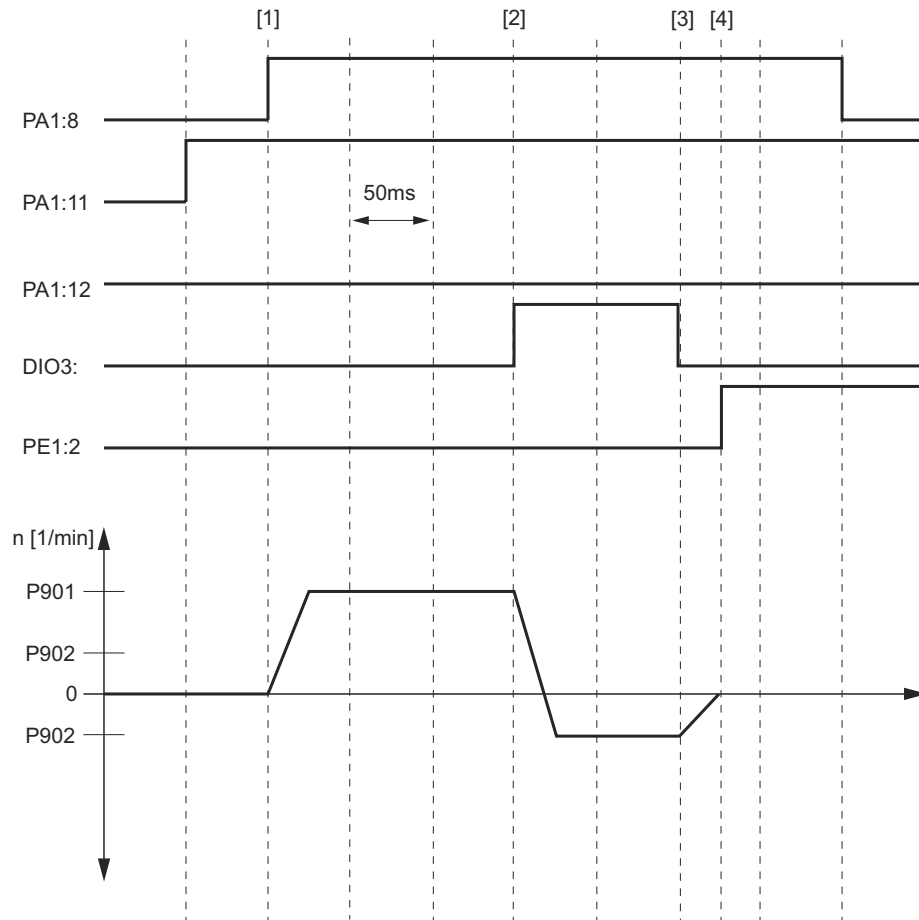 [1] [2] [3] [4]
PA1:8
50ms
PA1:11
PA1:12
DIO3:
PE1:2
n [1/min]
P901
P902
0
P902